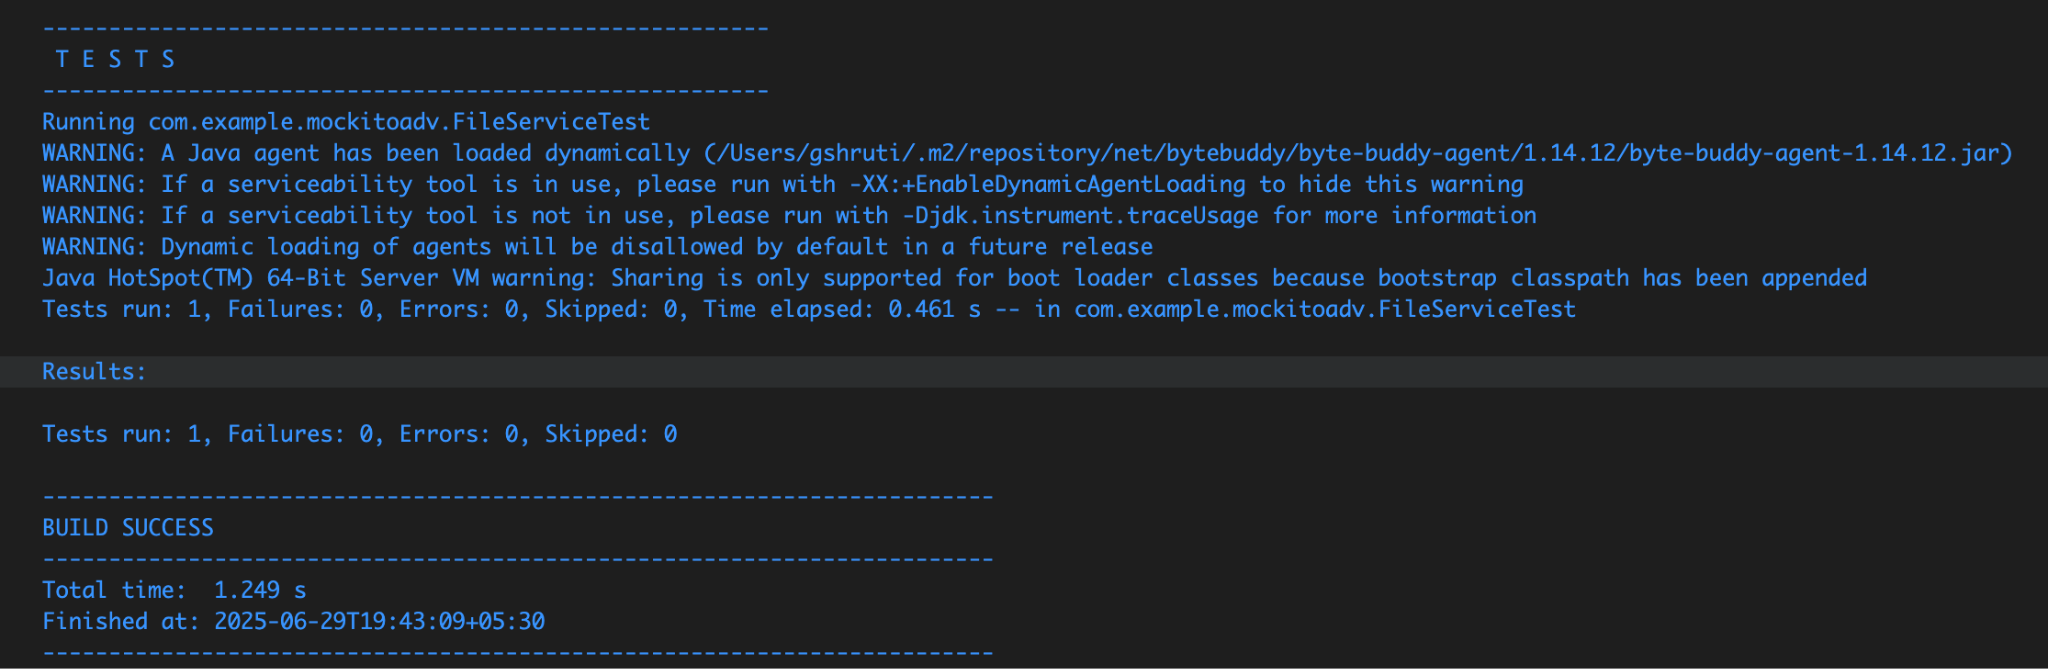 -------------------------------------------------------
T E S T S
-------------------------------------------------------
Running com.example.mockitoadv.FileServiceTest
WARNING: A Java agent has been loaded dynamically (/Users/gshruti/.m2/repository/net/bytebuddy/byte-buddy-agent/1.14.12/byte-buddy-agent-1.14.12.jar)
WARNING: If a serviceability tool is in use, please run with -XX:+EnableDynamicAgentLoading to hide this warning
WARNING: If a serviceability tool is not in use, please run with -Djdk.instrument.traceUsage for more information
WARNING: Dynamic loading of agents will be disallowed by default in a future release
Java HotSpot(TM) 64-Bit Server VM warning: Sharing is only supported for boot loader classes because bootstrap classpath has been appended
Tests run: 1, Failures: 0, Errors: 0, Skipped: 0, Time elapsed: 0.461 s -- in com.example.mockitoadv.FileServiceTest
Results:
Tests run: 1, Failures: 0, Errors: 0, Skipped: 0
------------------------------------------------------------------------
BUILD SUCCESS
------------------------------------------------------------------------
Total time:  1.249 s
Finished at: 2025-06-29T19:43:09+05:30
------------------------------------------------------------------------